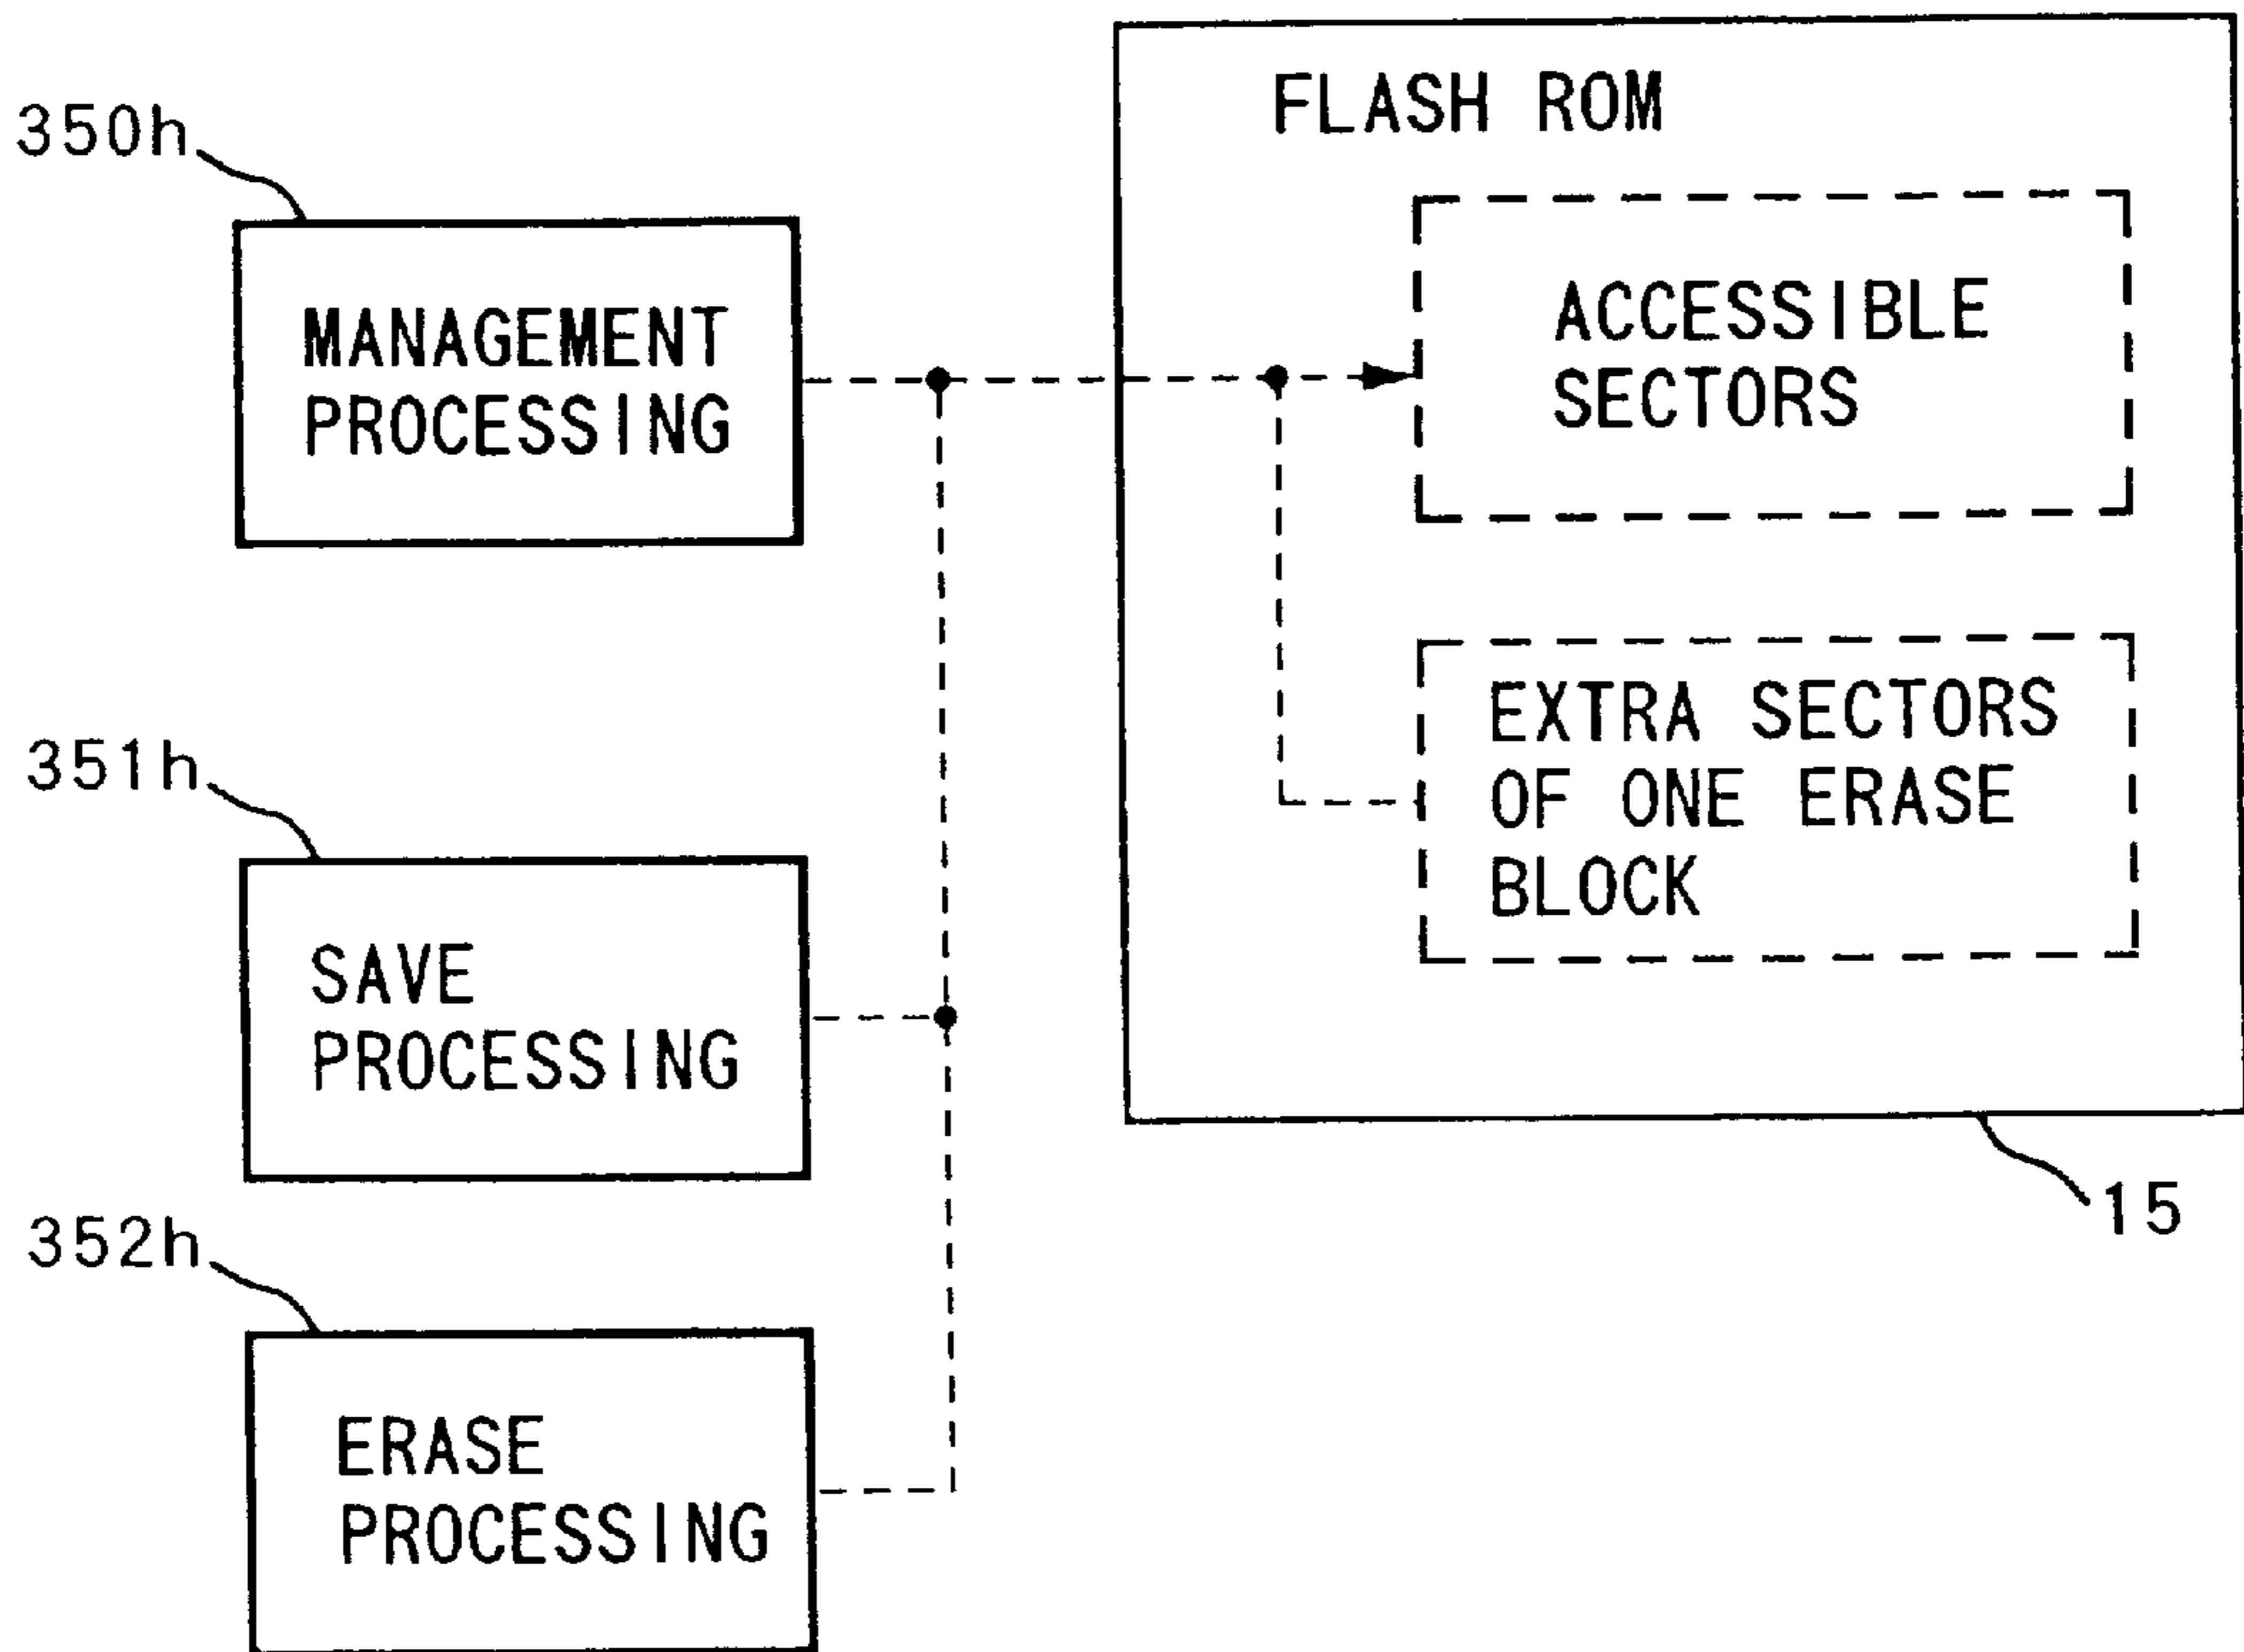 350h
MANAGEMENT
PROCESSING
351h
SAVE
PROCESSING
352h
ERASE
PROCESSING
FLASH ROM
ACCESSIBLE
SECTORS
EXTRA SECTORS
OF ONE ERASE
BLOCK
15